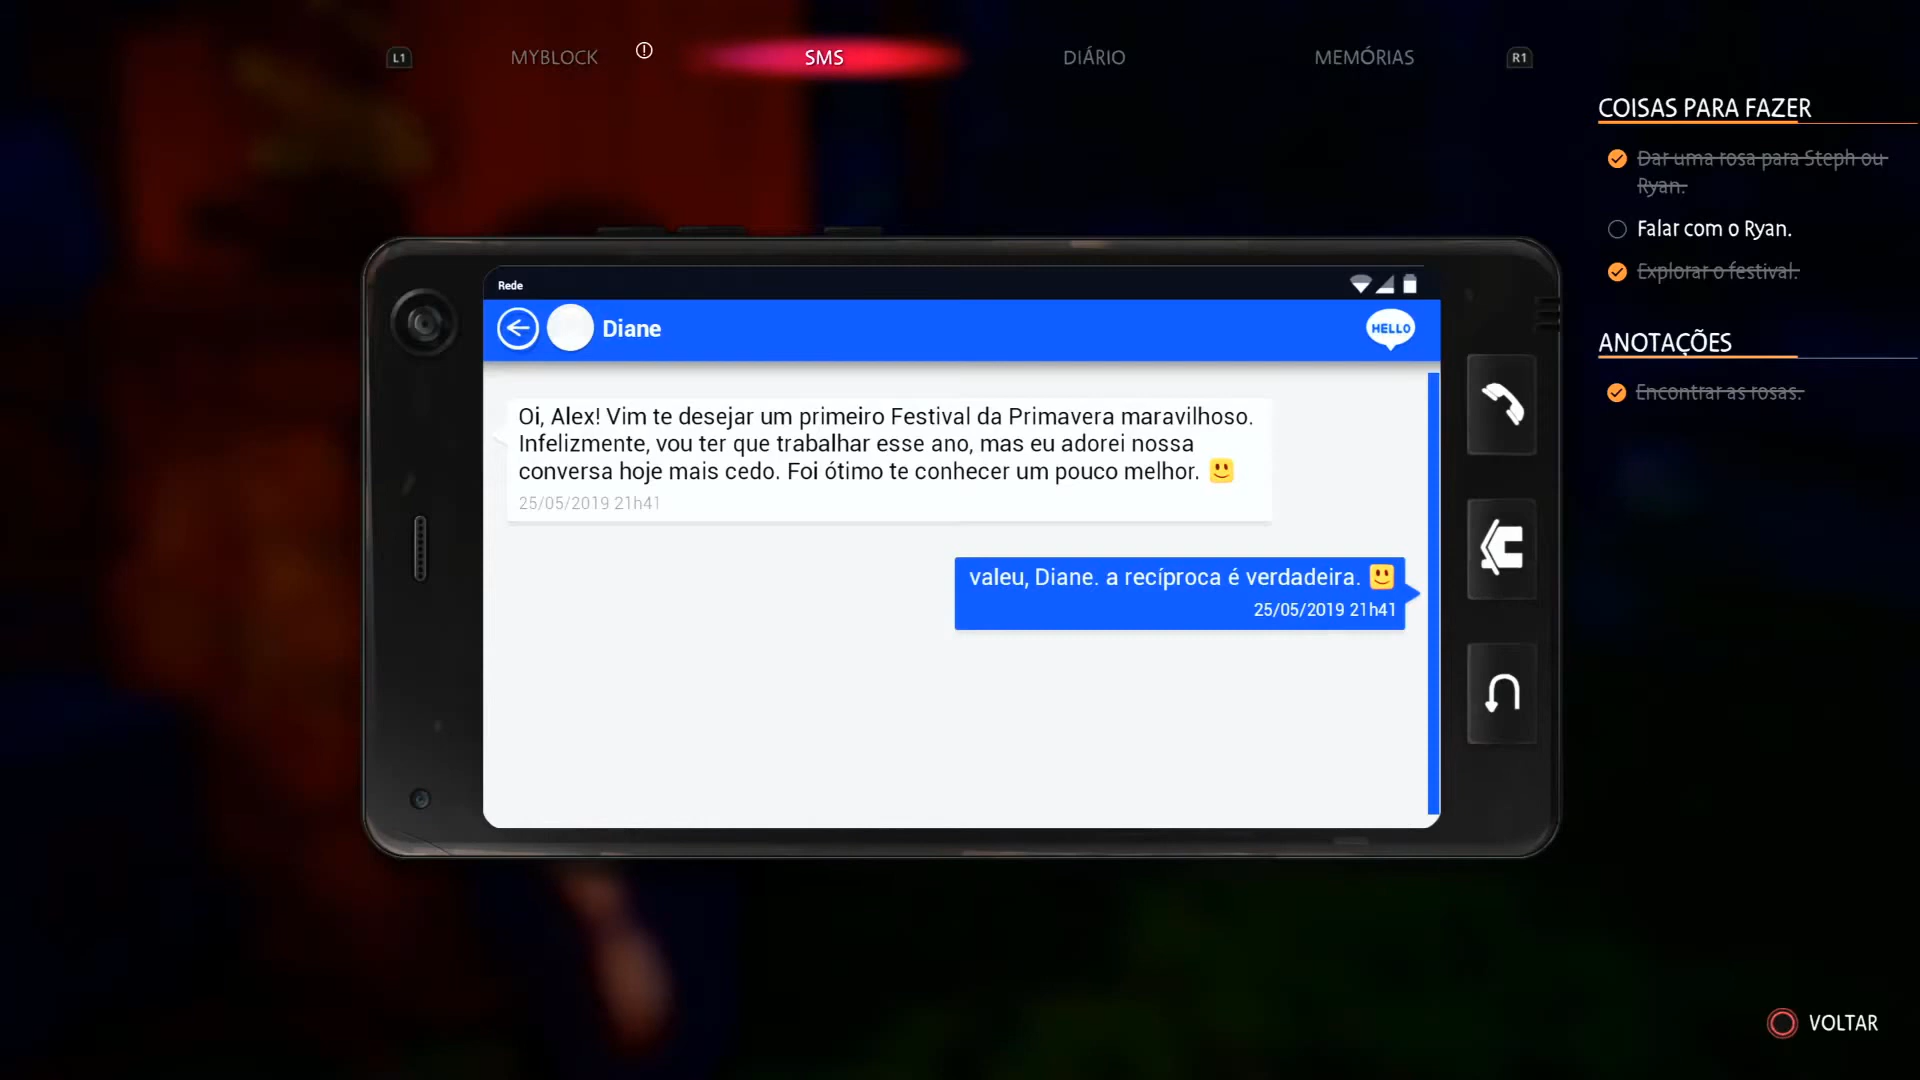 L1
MYBLOCK
SMS
DIÁRIO
MEMÓRIAS
R1
COISAS PARA FAZER
Dar uma rosa para Steph ou
Ryan.
Falar com o Ryan.
Explorar o festival.
ANOTAÇÕES
Encontrar as rosas.
Rede
Diane
HELLO
Oi, Alex! Vim te desejar um primeiro Festival da Primavera maravilhoso.
Infelizmente, vou ter que trabalhar esse ano, mas eu adorei nossa
conversa hoje mais cedo. Foi ótimo te conhecer um pouco melhor. 🙂
25/05/2019 21h41
valeu, Diane. a recíproca é verdadeira. 🙂
25/05/2019 21h41
VOLTAR